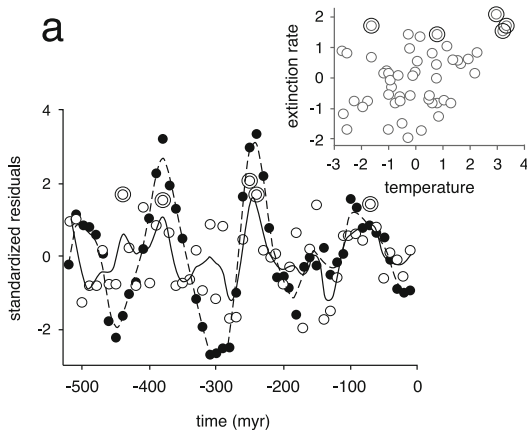 a
extinction rate
2
1
0
-1
-2
-3 -2 -1 0 1 2 3 4
temperature
standardized residuals
4
2
0
-2
-500 -400 -300 -200 -100 0
time (myr)